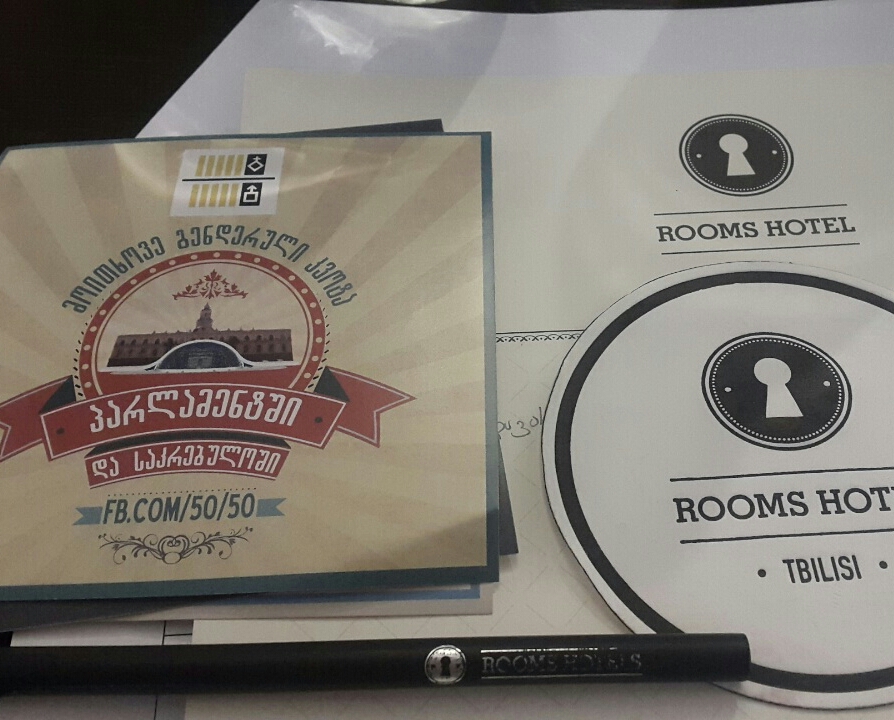 მოითხოვე გენდერული კვოტა
პარლამენტში
და საკრებულოში
FB.COM/50/50
ROOMS HOTEL
ROOMS HOT
• TBILISI •
ROOMS HOTELS